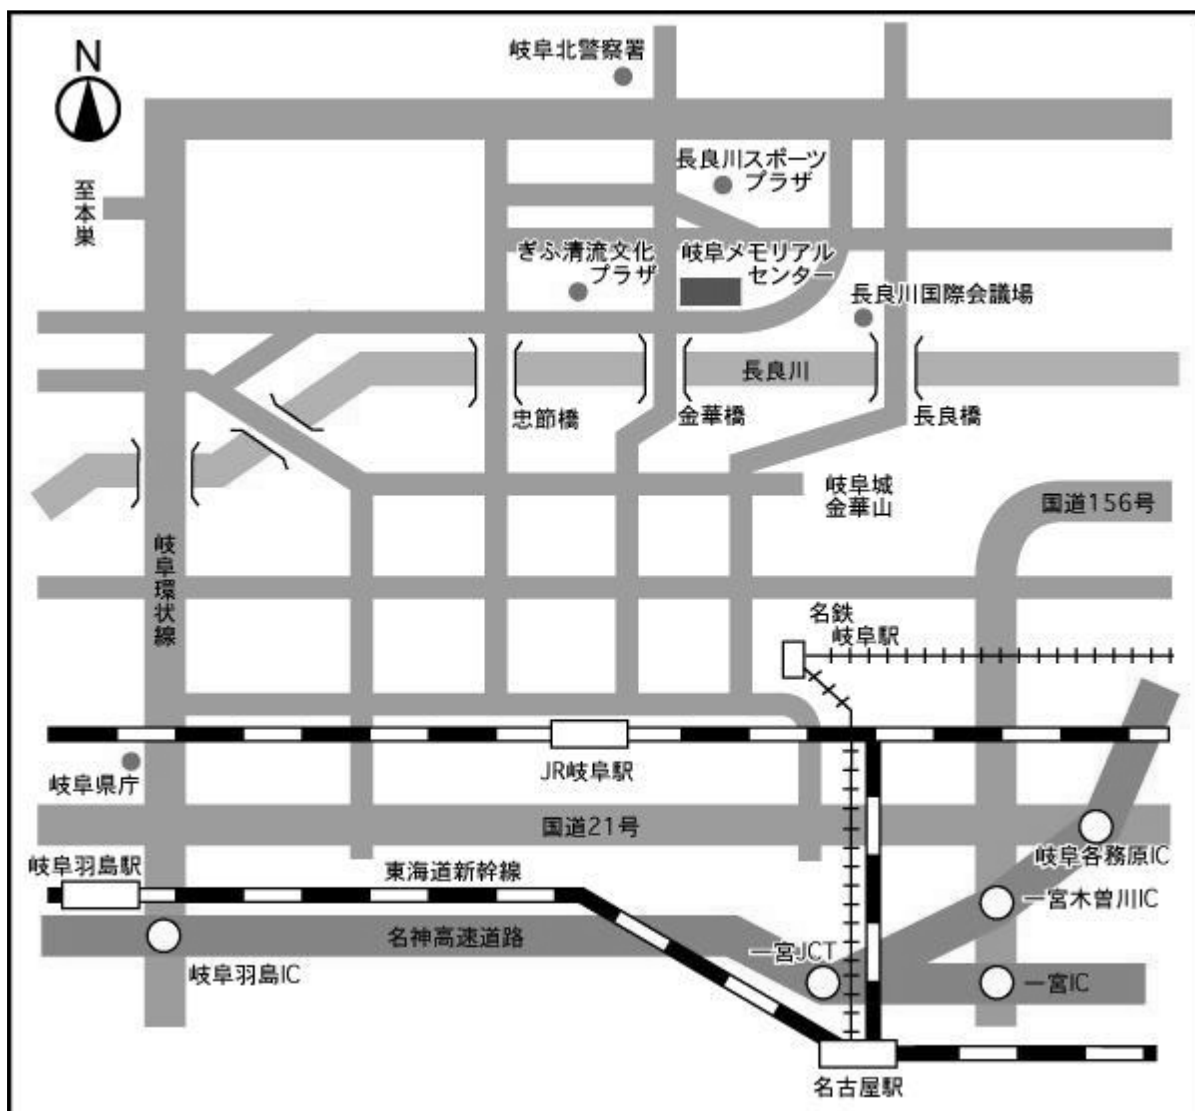 N
岐阜北警察署
至本巣
長良川スポーツ
プラザ
ぎふ清流文化
プラザ
岐阜メモリアル
センター
長良川国際会議場
長良川
忠節橋
金華橋
長良橋
岐阜城
金華山
国道156号
岐阜環状線
名鉄
岐阜駅
JR岐阜駅
岐阜県庁
国道21号
岐阜羽島駅
東海道新幹線
岐阜各務原IC
一宮木曽川IC
名神高速道路
一宮JCT
岐阜羽島IC
一宮IC
名古屋駅